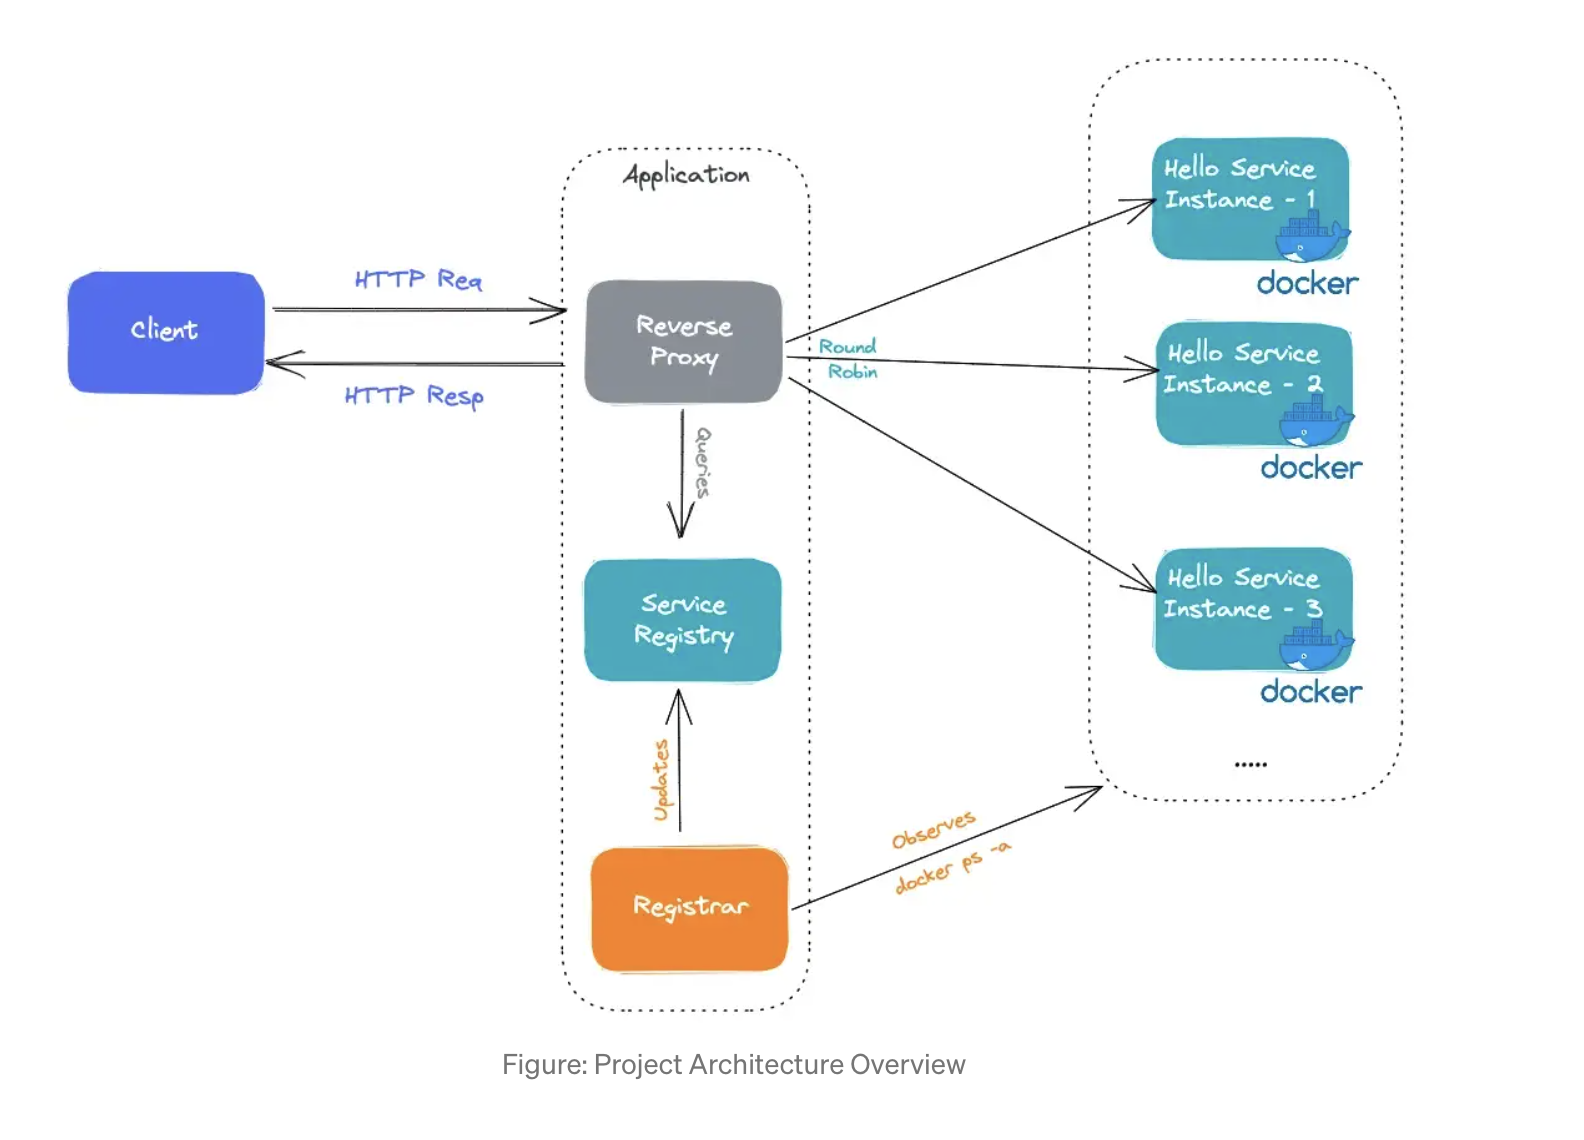 Application
Client
HTTP Req
HTTP Resp
Reverse
Proxy
Round
Robin
Queries
Service
Registry
Updates
Registrar
Observes
docker ps -a
Hello Service
Instance - 1
docker
Hello Service
Instance - 2
docker
Hello Service
Instance - 3
docker
.....
Figure: Project Architecture Overview